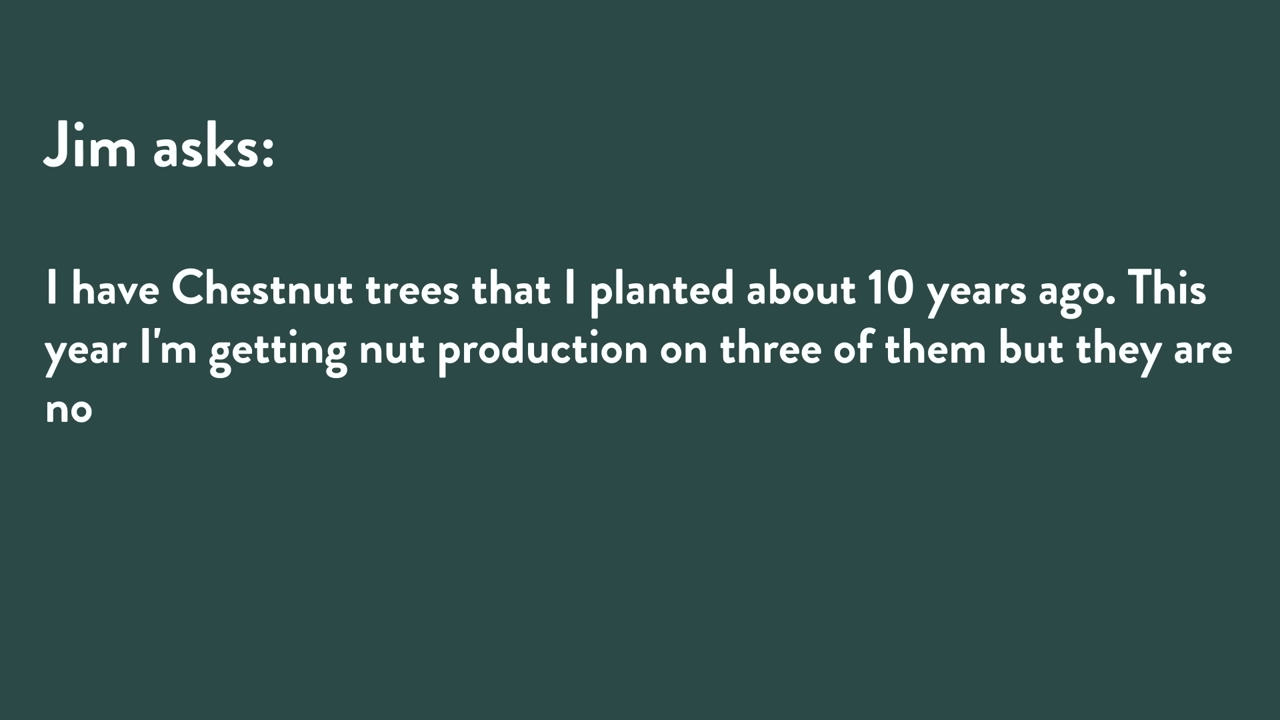 Jim asks:
I have Chestnut trees that I planted about 10 years ago. This
year I'm getting nut production on three of them but they are
no